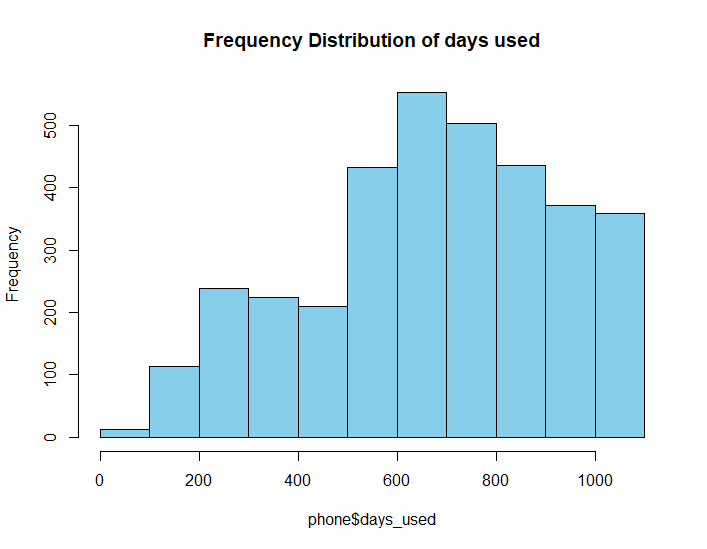 Frequency Distribution of days used
Frequency
500
400
300
200
100
0
0 200 400 600 800 1000
phone$days_used